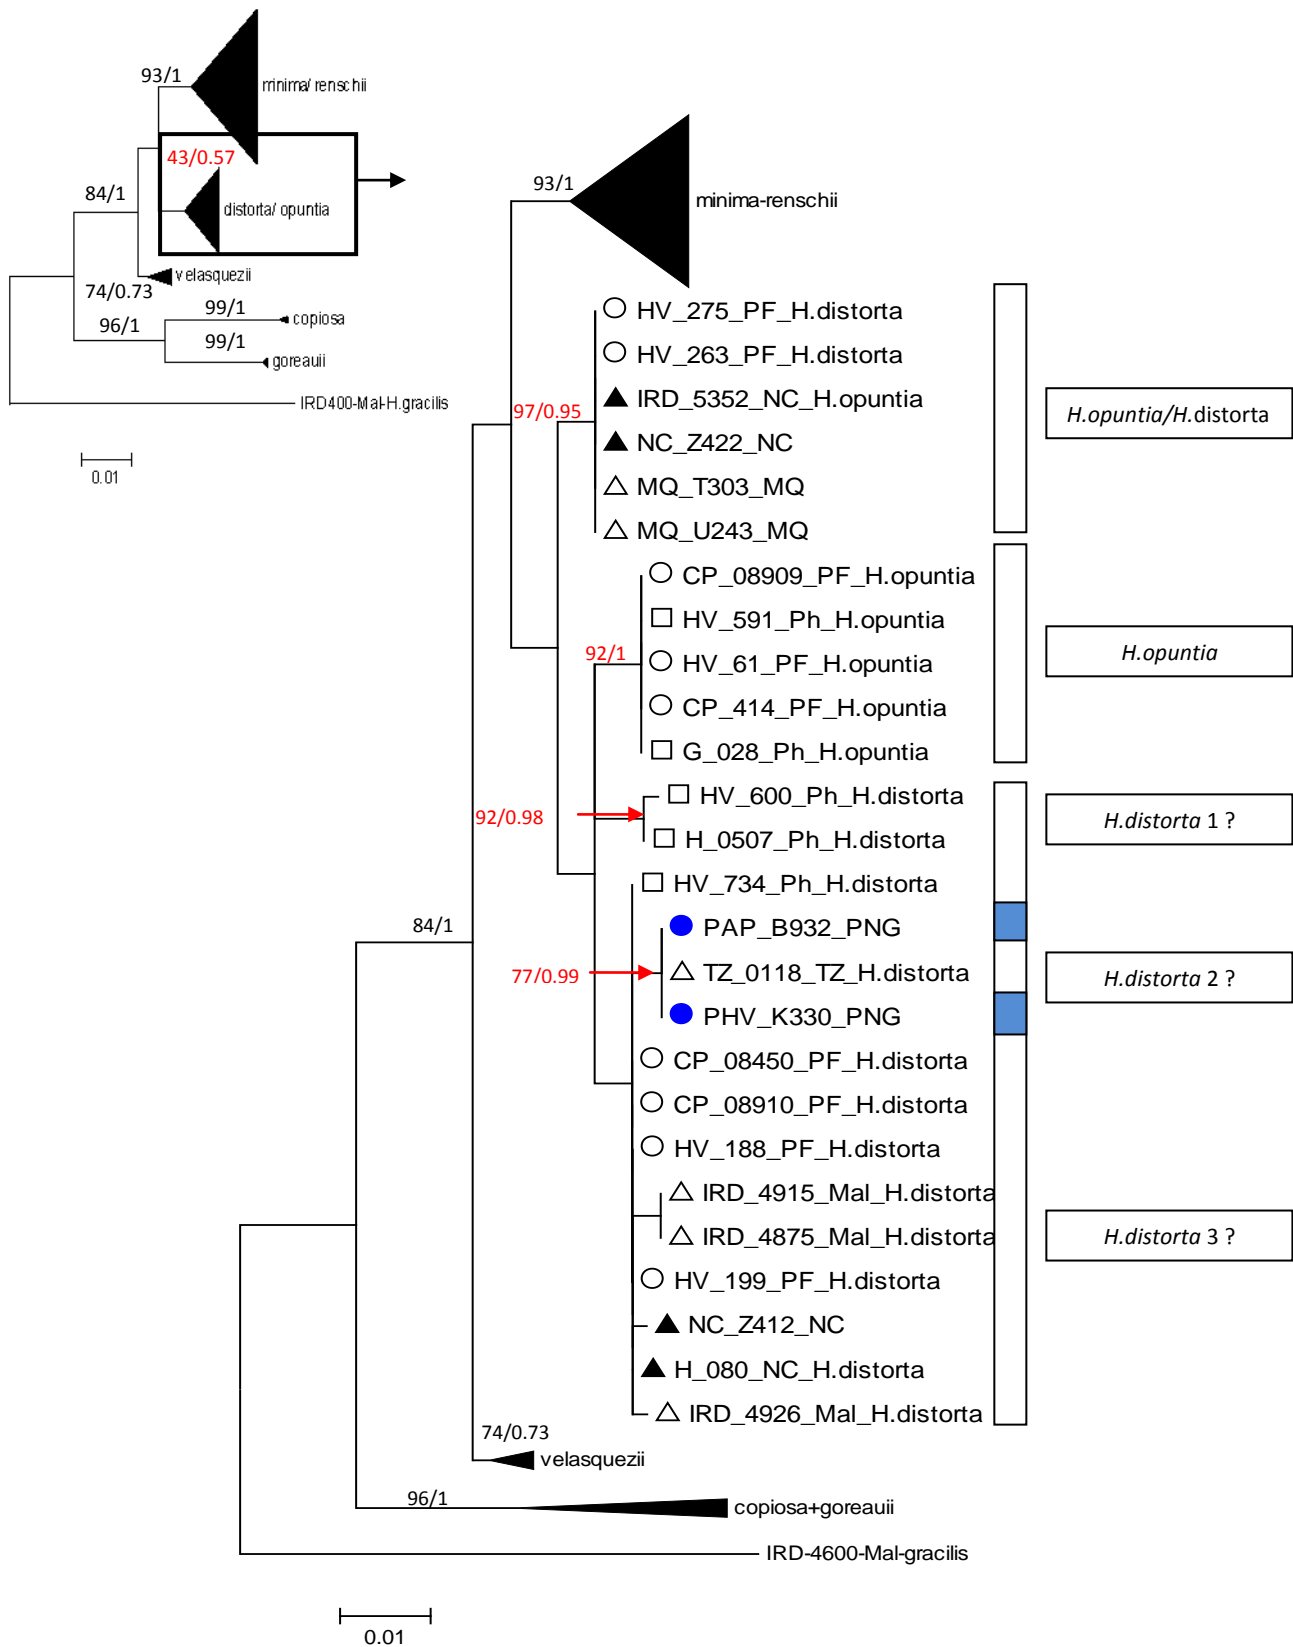 93/1
minima/ renschii
43/0.57
84/1
distorta/ opuntia
velasquezii
74/0.73
99/1
copiosa
96/1
99/1
goreauii
IRD400-Mal-H.gracilis
0.01
93/1
minima-renschii
HV_275_PF_H.distorta
HV_263_PF_H.distorta
97/0.95
IRD_5352_NC_H.opuntia
H.opuntia/H.distorta
NC_Z422_NC
MQ_T303_MQ
MQ_U243_MQ
CP_08909_PF_H.opuntia
HV_591_Ph_H.opuntia
92/1
HV_61_PF_H.opuntia
H.opuntia
CP_414_PF_H.opuntia
G_028_Ph_H.opuntia
HV_600_Ph_H.distorta
92/0.98
H.distorta 1 ?
H_0507_Ph_H.distorta
HV_734_Ph_H.distorta
84/1
PAP_B932_PNG
77/0.99
TZ_0118_TZ_H.distorta
H.distorta 2 ?
PHV_K330_PNG
CP_08450_PF_H.distorta
CP_08910_PF_H.distorta
HV_188_PF_H.distorta
IRD_4915_Mal_H.distorta
IRD_4875_Mal_H.distorta
H.distorta 3 ?
HV_199_PF_H.distorta
NC_Z412_NC
H_080_NC_H.distorta
IRD_4926_Mal_H.distorta
74/0.73
velasquezii
96/1
copiosa+goreauii
IRD-4600-Mal-gracilis
0.01